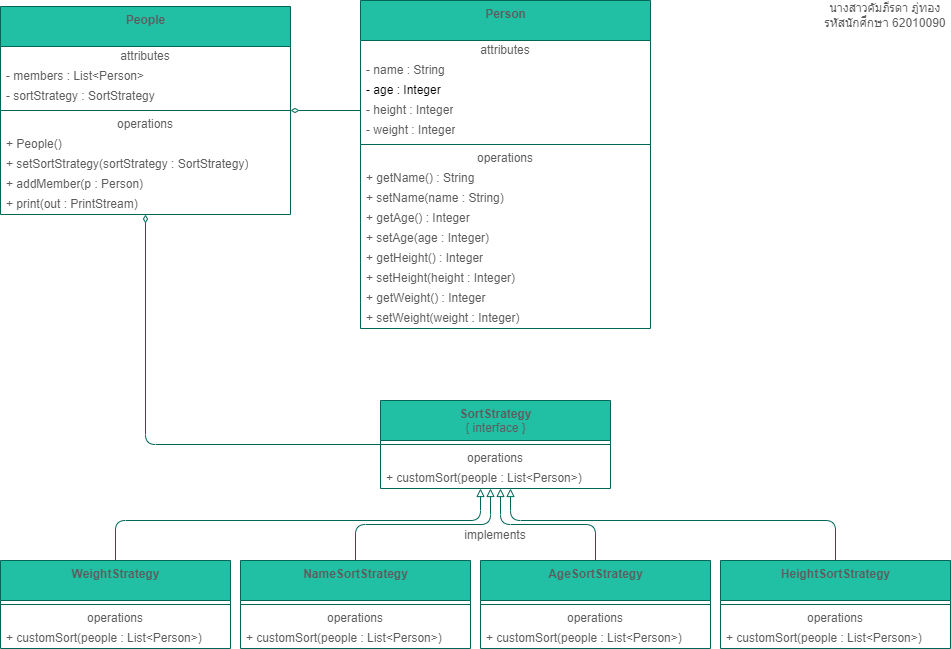 นางสาวคัมภีรดา ภู่ทอง
รหัสนักศึกษา 62010090
People
attributes
- members : List<Person>
- sortStrategy : SortStrategy
operations
+ People()
+ setSortStrategy(sortStrategy : SortStrategy)
+ addMember(p : Person)
+ print(out : PrintStream)
Person
attributes
- name : String
- age : Integer
- height : Integer
- weight : Integer
operations
+ getName() : String
+ setName(name : String)
+ getAge() : Integer
+ setAge(age : Integer)
+ getHeight() : Integer
+ setHeight(height : Integer)
+ getWeight() : Integer
+ setWeight(weight : Integer)
SortStrategy
{ interface }
operations
+ customSort(people : List<Person>)
implements
WeightStrategy
operations
+ customSort(people : List<Person>)
NameSortStrategy
operations
+ customSort(people : List<Person>)
AgeSortStrategy
operations
+ customSort(people : List<Person>)
HeightSortStrategy
operations
+ customSort(people : List<Person>)